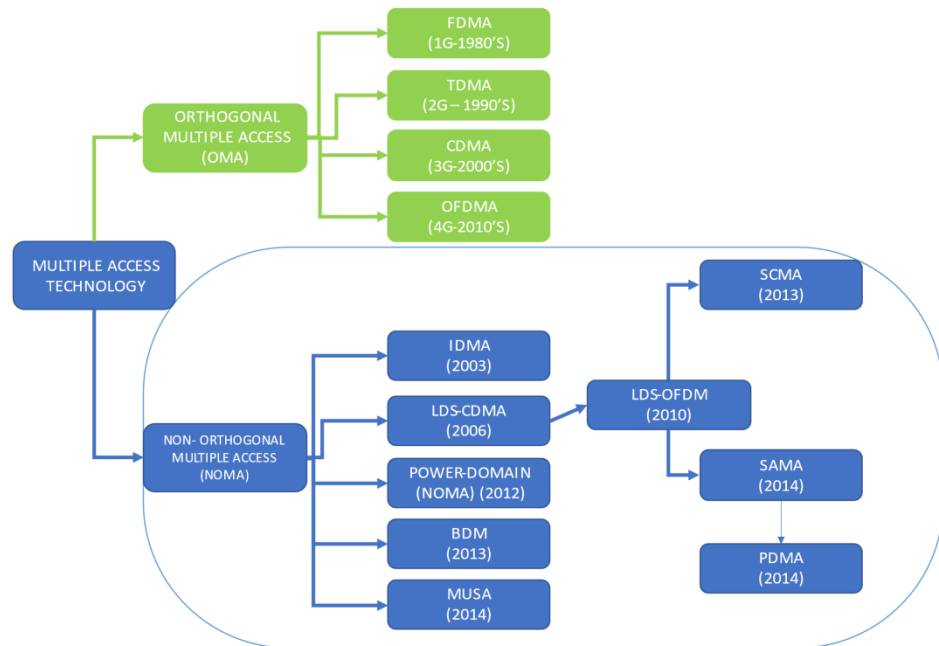 FDMA
(1G-1980'S)
TDMA
(2G – 1990'S)
ORTHOGONAL
MULTIPLE ACCESS
(OMA)
CDMA
(3G-2000'S)
OFDMA
(4G-2010'S)
MULTIPLE ACCESS
TECHNOLOGY
SCMA
(2013)
IDMA
(2003)
LDS-CDMA
(2006)
LDS-OFDM
(2010)
NON- ORTHOGONAL
MULTIPLE ACCESS
(NOMA)
POWER-DOMAIN
(NOMA) (2012)
SAMA
(2014)
BDM
(2013)
PDMA
(2014)
MUSA
(2014)